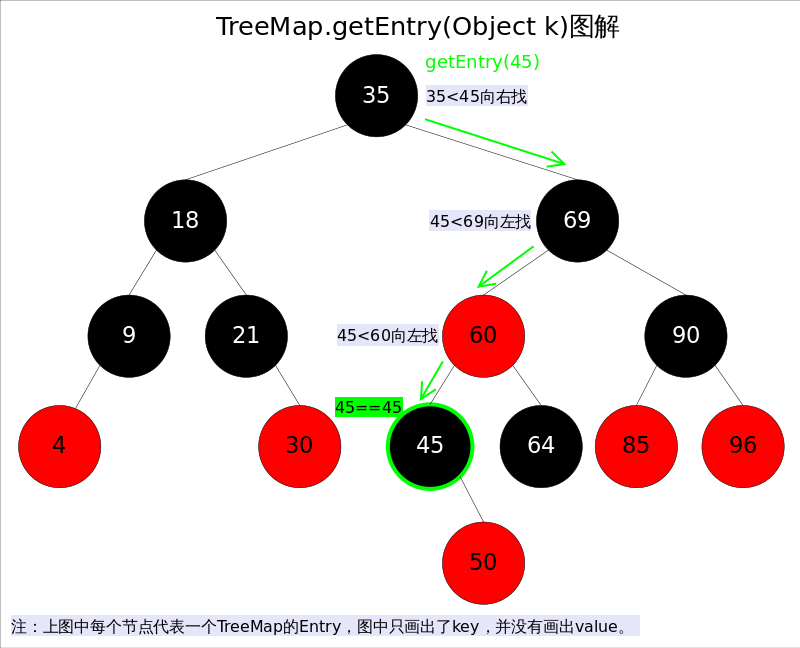 TreeMap.getEntry(Object k)图解
getEntry(45)
35
35<45向右找
18
45<69向左找
69
9
21
45<60向左找
60
90
45==45
4
30
45
64
85
96
50
注：上图中每个节点代表一个TreeMap的Entry，图中只画出了key，并没有画出value。